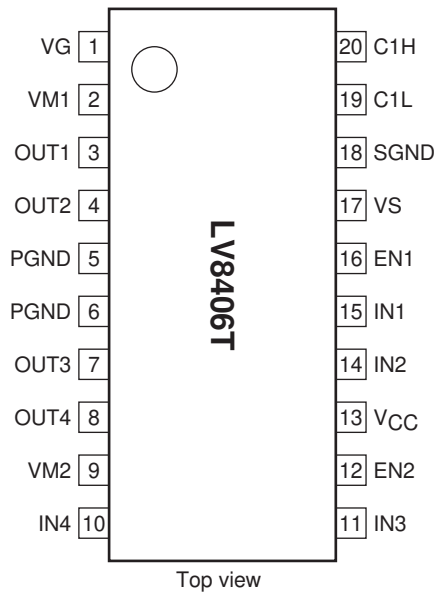 VG 1 20 C1H
VM1 2 19 C1L
OUT1 3 18 SGND
OUT2 4 17 VS
PGND 5 16 EN1
PGND 6 15 IN1
OUT3 7 14 IN2
OUT4 8 13 VCC
VM2 9 12 EN2
IN4 10 11 IN3
LV8406T
Top view